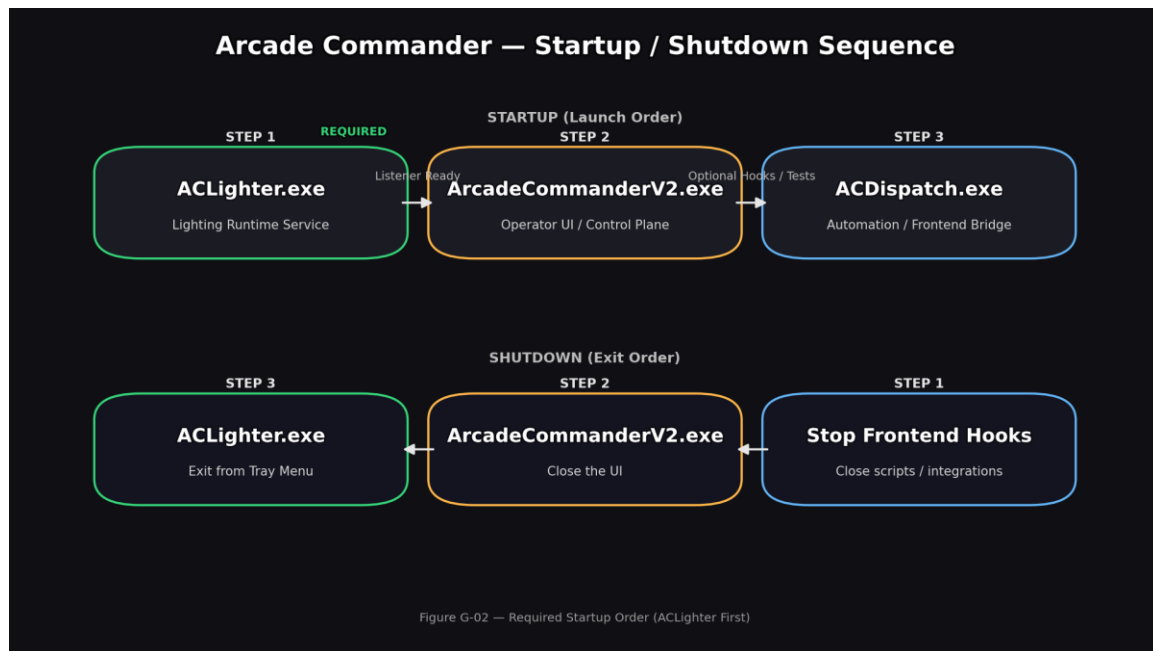 Arcade Commander — Startup / Shutdown Sequence
STARTUP (Launch Order)
STEP 1
REQUIRED
STEP 2
STEP 3
Listener Ready
Optional Hooks / Tests
ACLighter.exe
ArcadeCommanderV2.exe
ACDispatch.exe
Lighting Runtime Service
Operator UI / Control Plane
Automation / Frontend Bridge
SHUTDOWN (Exit Order)
STEP 3
STEP 2
STEP 1
ACLighter.exe
ArcadeCommanderV2.exe
Stop Frontend Hooks
Exit from Tray Menu
Close the UI
Close scripts / integrations
Figure G-02 — Required Startup Order (ACLighter First)